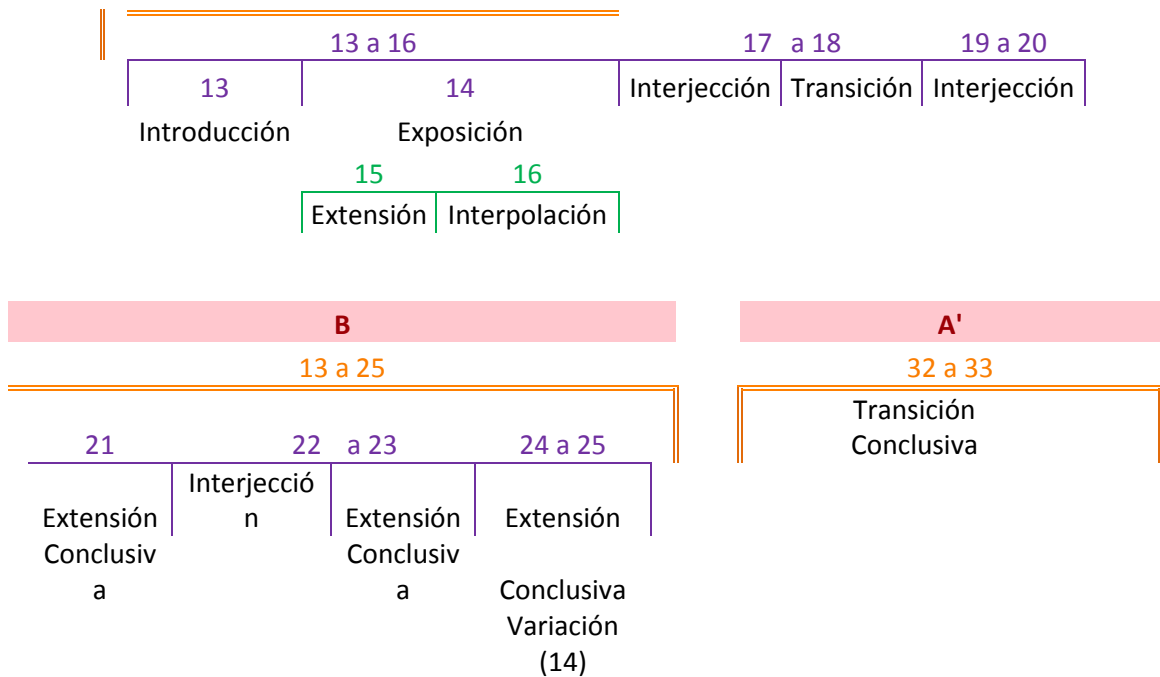 13 a 16 17 a 18 19 a 20
13 14 Interjección Transición Interjección
Introducción Exposición
15 16
Extensión Interpolación
B A'
13 a 25 32 a 33
Transición
Conclusiva
21 22 a 23 24 a 25
Interjecció
n
Extensión Extensión Extensión
Conclusiv Conclusiv
a a Conclusiva
Variación
(14)